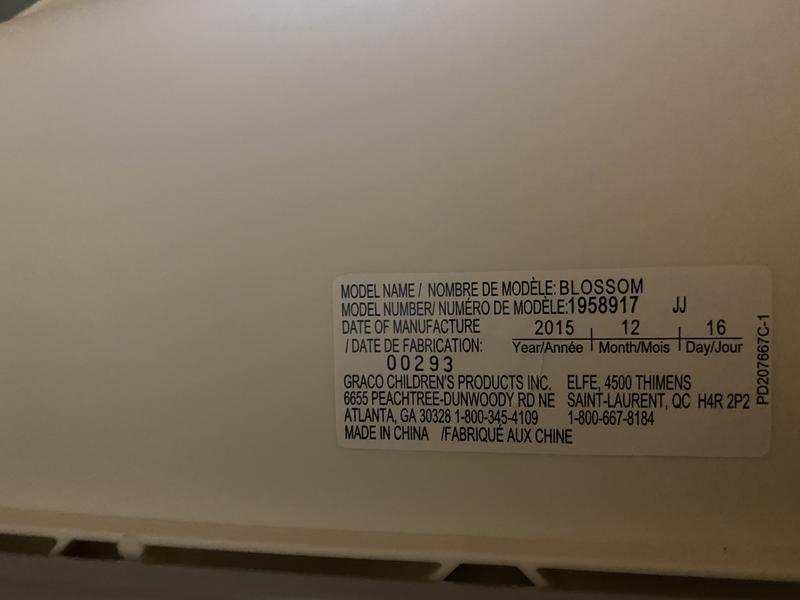 MODEL NAME / NOMBRE DE MODÈLE: BLOSSOM
MODEL NUMBER/ NUMÉRO DE MODÈLE: 1958917 JJ
DATE OF MANUFACTURE 2015 12 16
/ DATE DE FABRICATION: Year/Année Month/Mois Day/Jour
00293
GRACO CHILDREN'S PRODUCTS INC. ELFE, 4500 THIMENS
6655 PEACHTREE-DUNWOODY RD NE SAINT-LAURENT, QC H4R 2P2
ATLANTA, GA 30328 1-800-345-4109 1-800-667-8184
MADE IN CHINA /FABRIQUÉ AUX CHINE
PD207667C-1